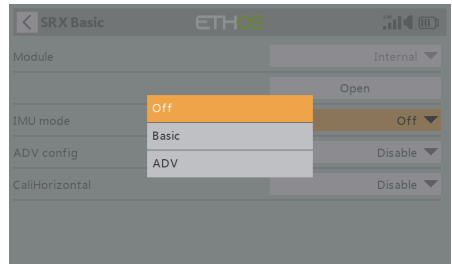 SRX Basic ETHOS
Module Internal
Open
Off
IMU mode Off
Basic
ADV config Disable
ADV
CaliHorizontal Disable